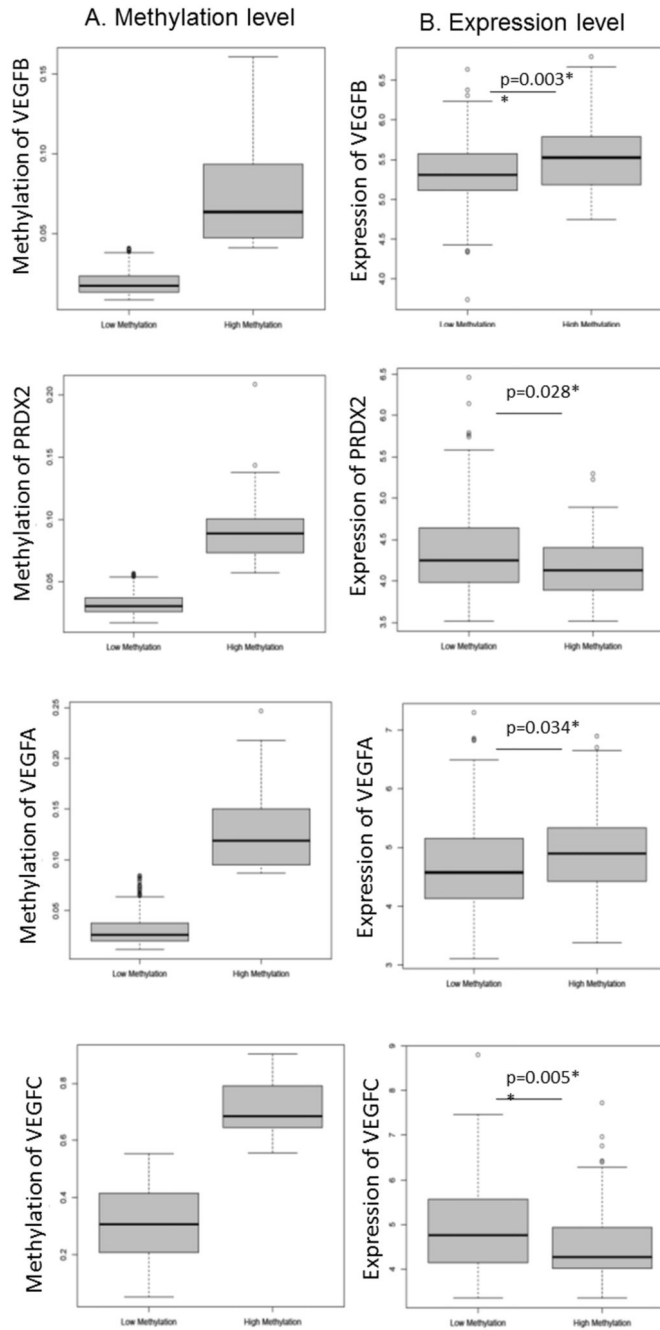 A. Methylation level
B. Expression level
Methylation of VEGFB
0.05
0.10
0.15
Low Methylation
High Methylation
Expression of VEGFB
4.0
4.5
5.0
5.5
6.0
6.5
p=0.003*
*
Low Methylation
High Methylation
Methylation of PRDX2
0.05
0.10
0.15
0.20
Low Methylation
High Methylation
Expression of PRDX2
3.5
4.0
4.5
5.0
5.5
6.0
6.5
p=0.028*
Low Methylation
High Methylation
Methylation of VEGFA
0.05
0.10
0.15
0.20
0.25
Low Methylation
High Methylation
Expression of VEGFA
3
4
5
6
7
p=0.034*
Low Methylation
High Methylation
Methylation of VEGFC
0.2
0.4
0.6
0.8
Low Methylation
High Methylation
Expression of VEGFC
4
5
6
7
8
9
p=0.005*
*
Low Methylation
High Methylation